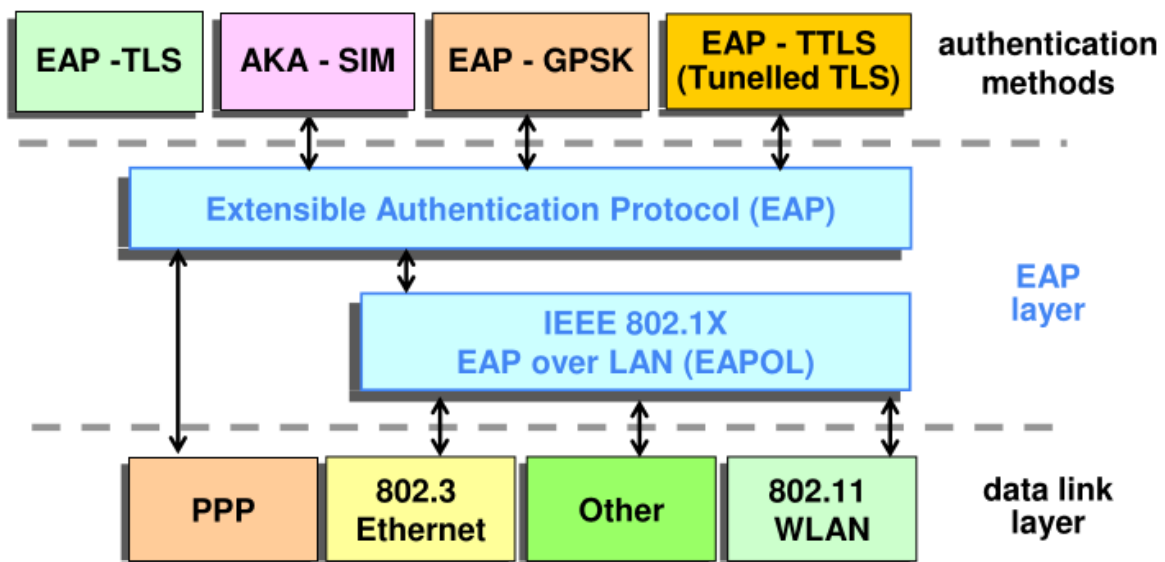 EAP -TLS
AKA - SIM
EAP - GPSK
EAP - TTLS
(Tunelled TLS)
authentication
methods
Extensible Authentication Protocol (EAP)
EAP
layer
IEEE 802.1X
EAP over LAN (EAPOL)
PPP
802.3
Ethernet
Other
802.11
WLAN
data link
layer